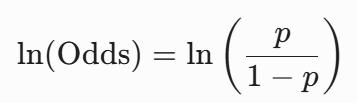 ln(Odds) = ln(p/(1 − p))